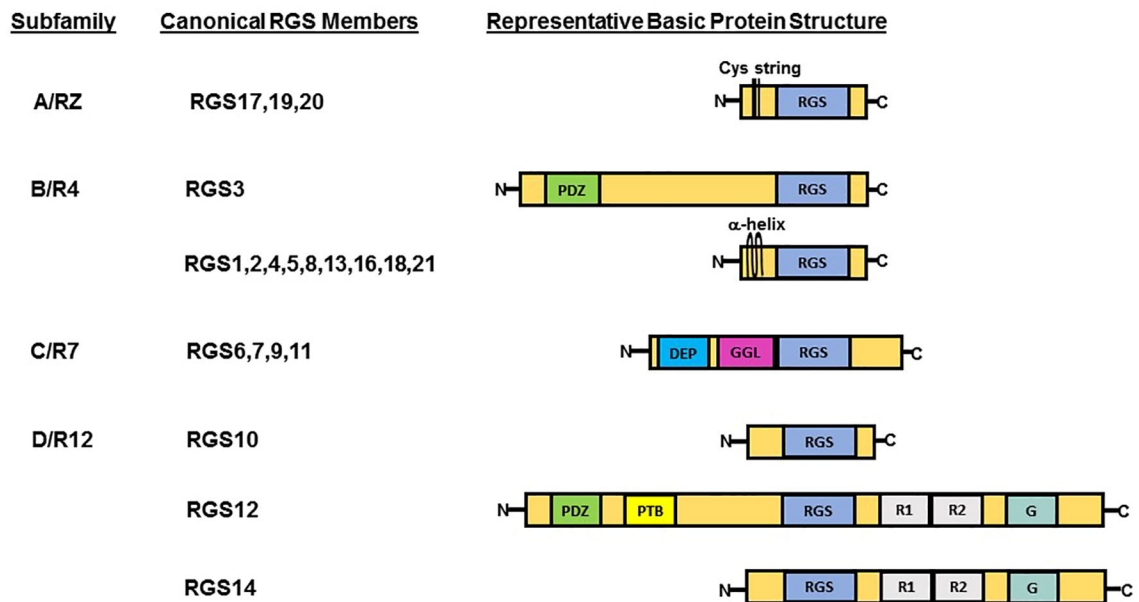 Subfamily Canonical RGS Members Representative Basic Protein Structure
Cys string
A/RZ RGS17,19,20 N RGS C
B/R4 RGS3 N PDZ RGS C
α-helix
RGS1,2,4,5,8,13,16,18,21 N RGS C
C/R7 RGS6,7,9,11 N DEP GGL RGS C
D/R12 RGS10 N RGS C
RGS12 N PDZ PTB RGS R1 R2 G C
RGS14 N RGS R1 R2 G C